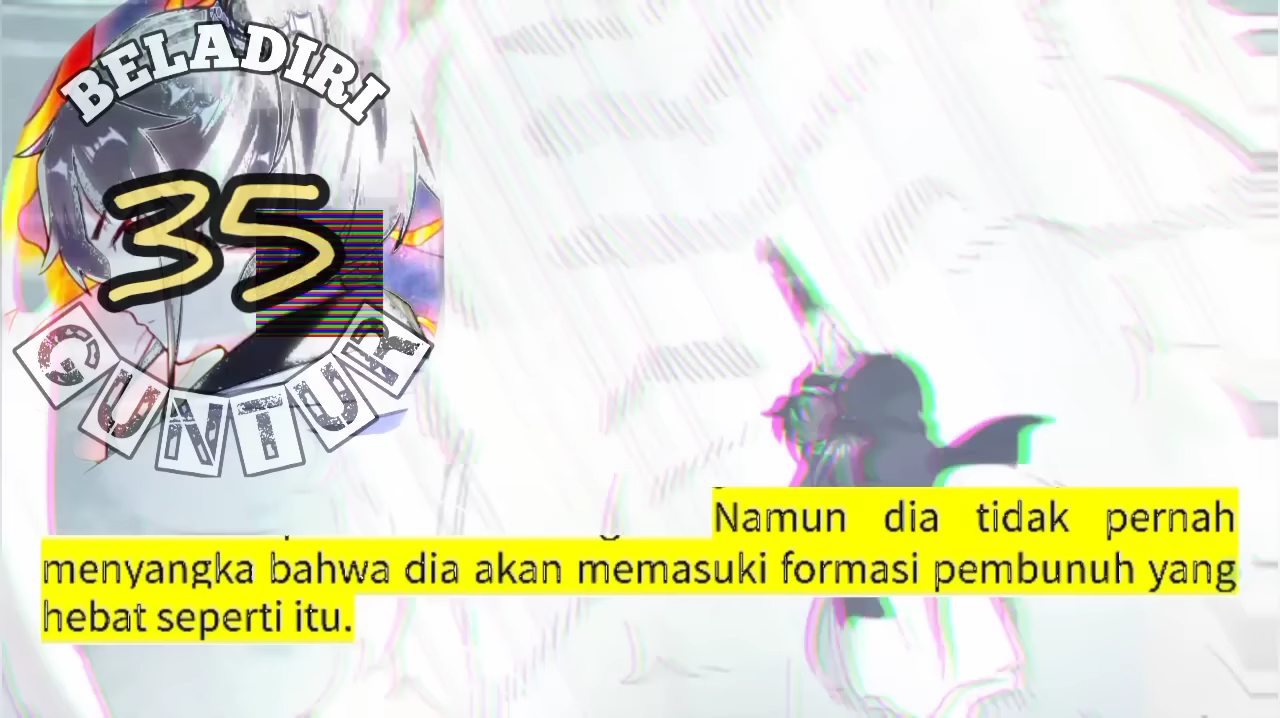 BELADIRI
35
GUNTUR
Namun dia tidak pernah
menyangka bahwa dia akan memasuki formasi pembunuh yang
hebat seperti itu.